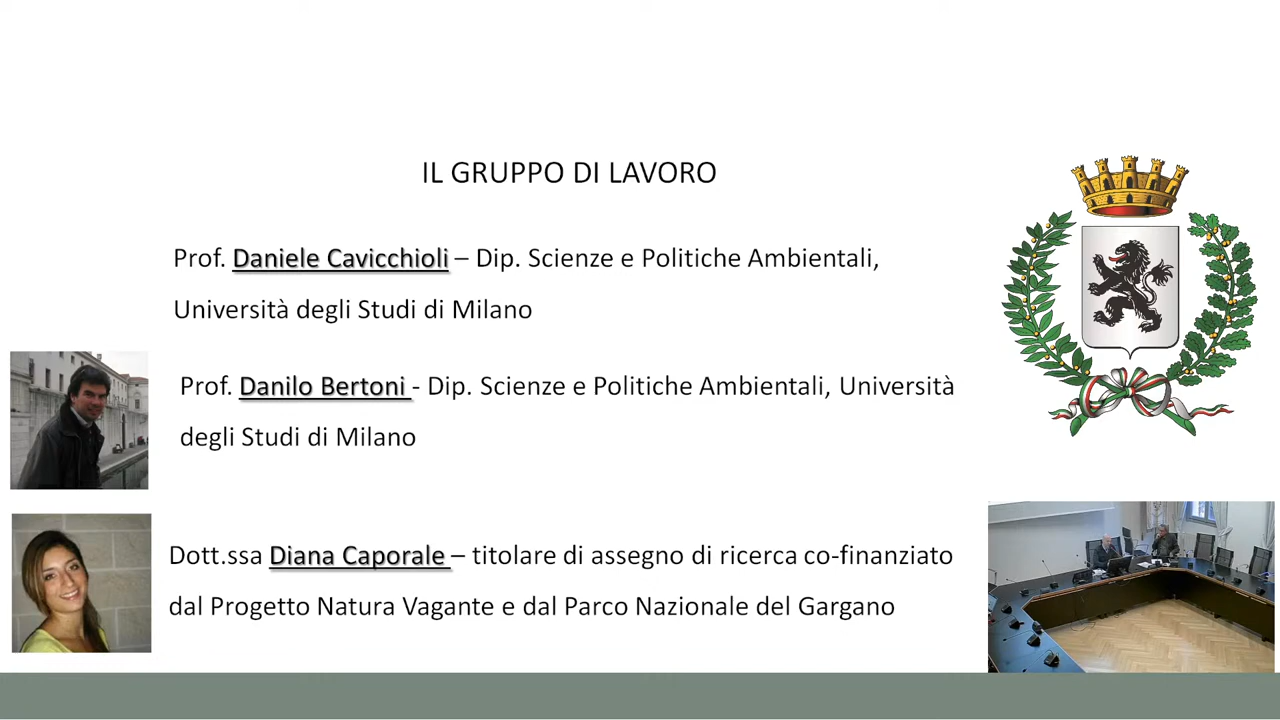 IL GRUPPO DI LAVORO
Prof. Daniele Cavicchioli – Dip. Scienze e Politiche Ambientali,
Università degli Studi di Milano
Prof. Danilo Bertoni - Dip. Scienze e Politiche Ambientali, Università
degli Studi di Milano
Dott.ssa Diana Caporale – titolare di assegno di ricerca co-finanziato
dal Progetto Natura Vagante e dal Parco Nazionale del Gargano